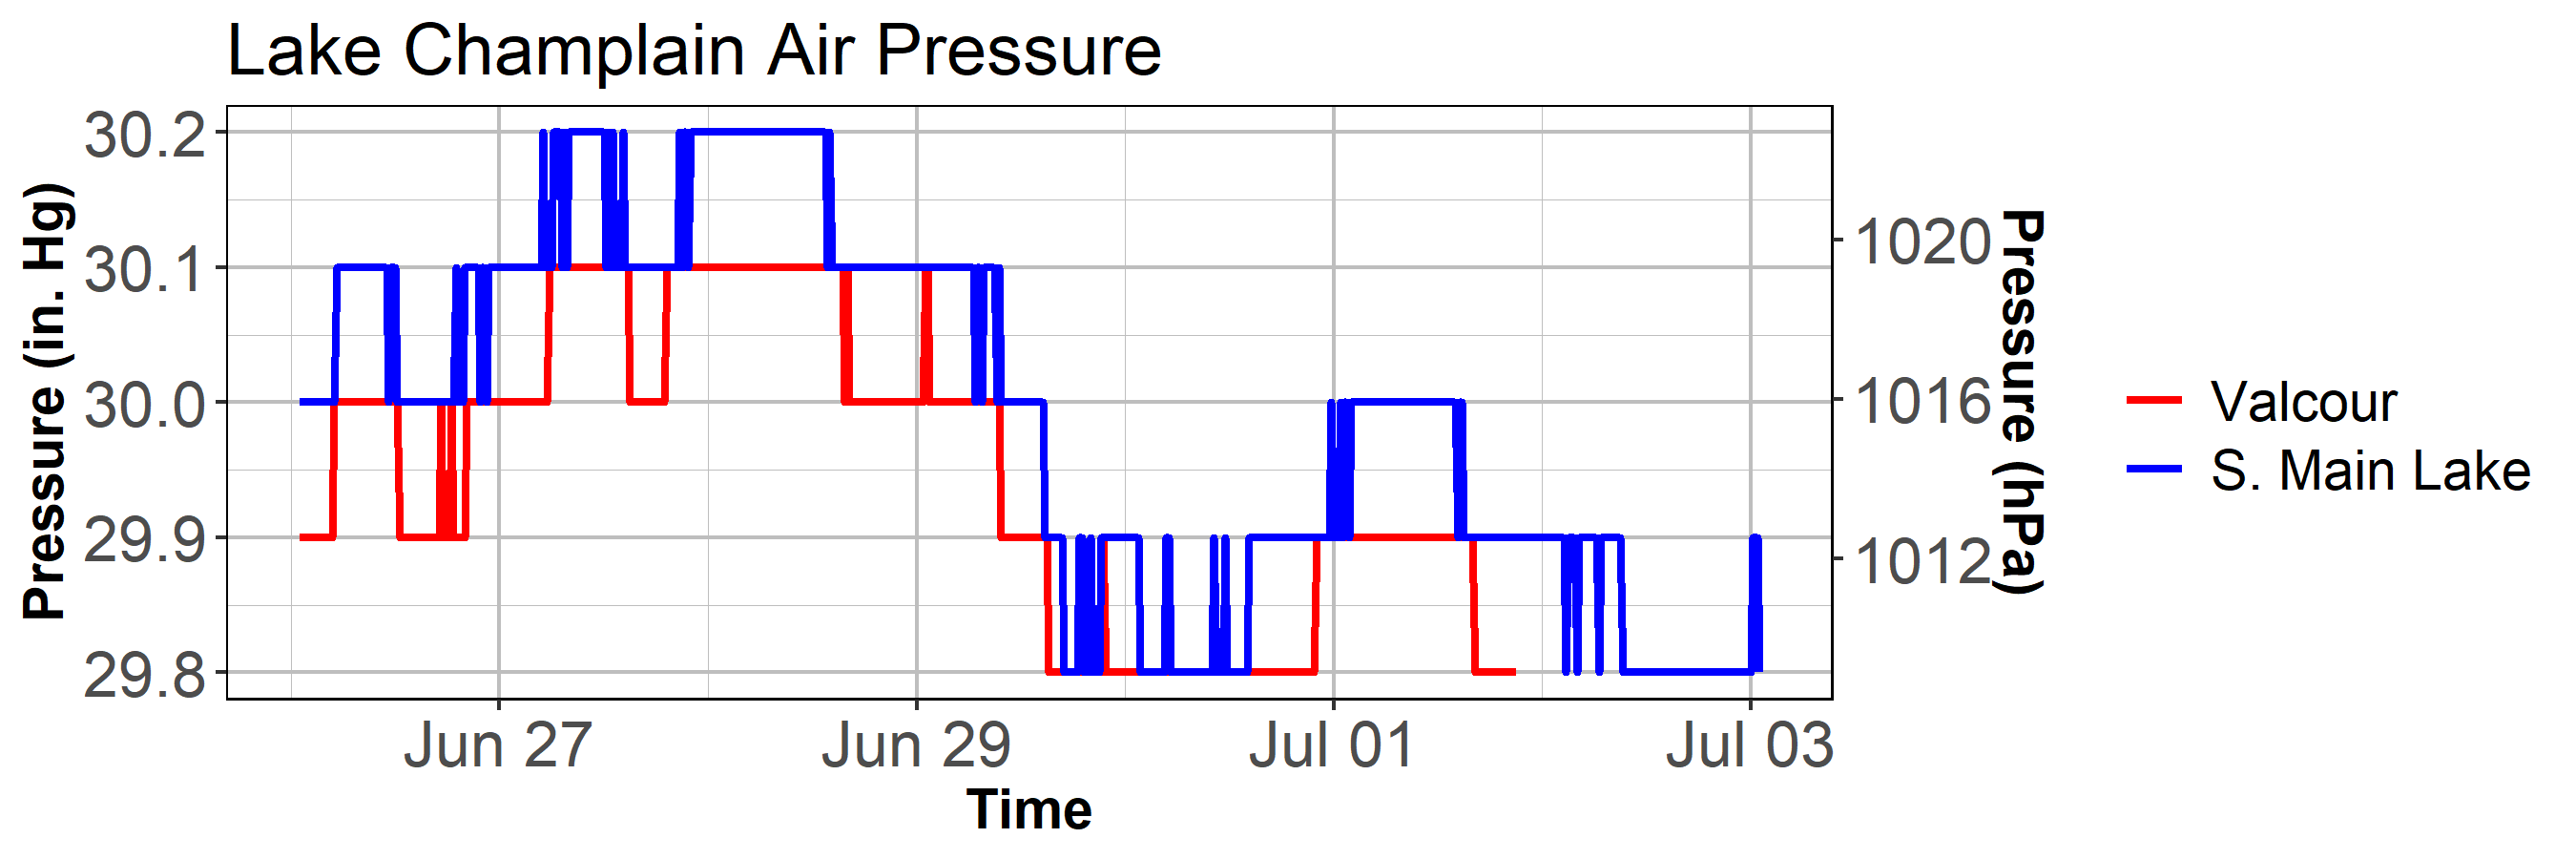 Lake Champlain Air Pressure
Pressure (in. Hg)
30.2
30.1
30.0
29.9
29.8
1020
1016
1012
Pressure (hPa)
Valcour
S. Main Lake
Jun 27
Jun 29
Jul 01
Jul 03
Time